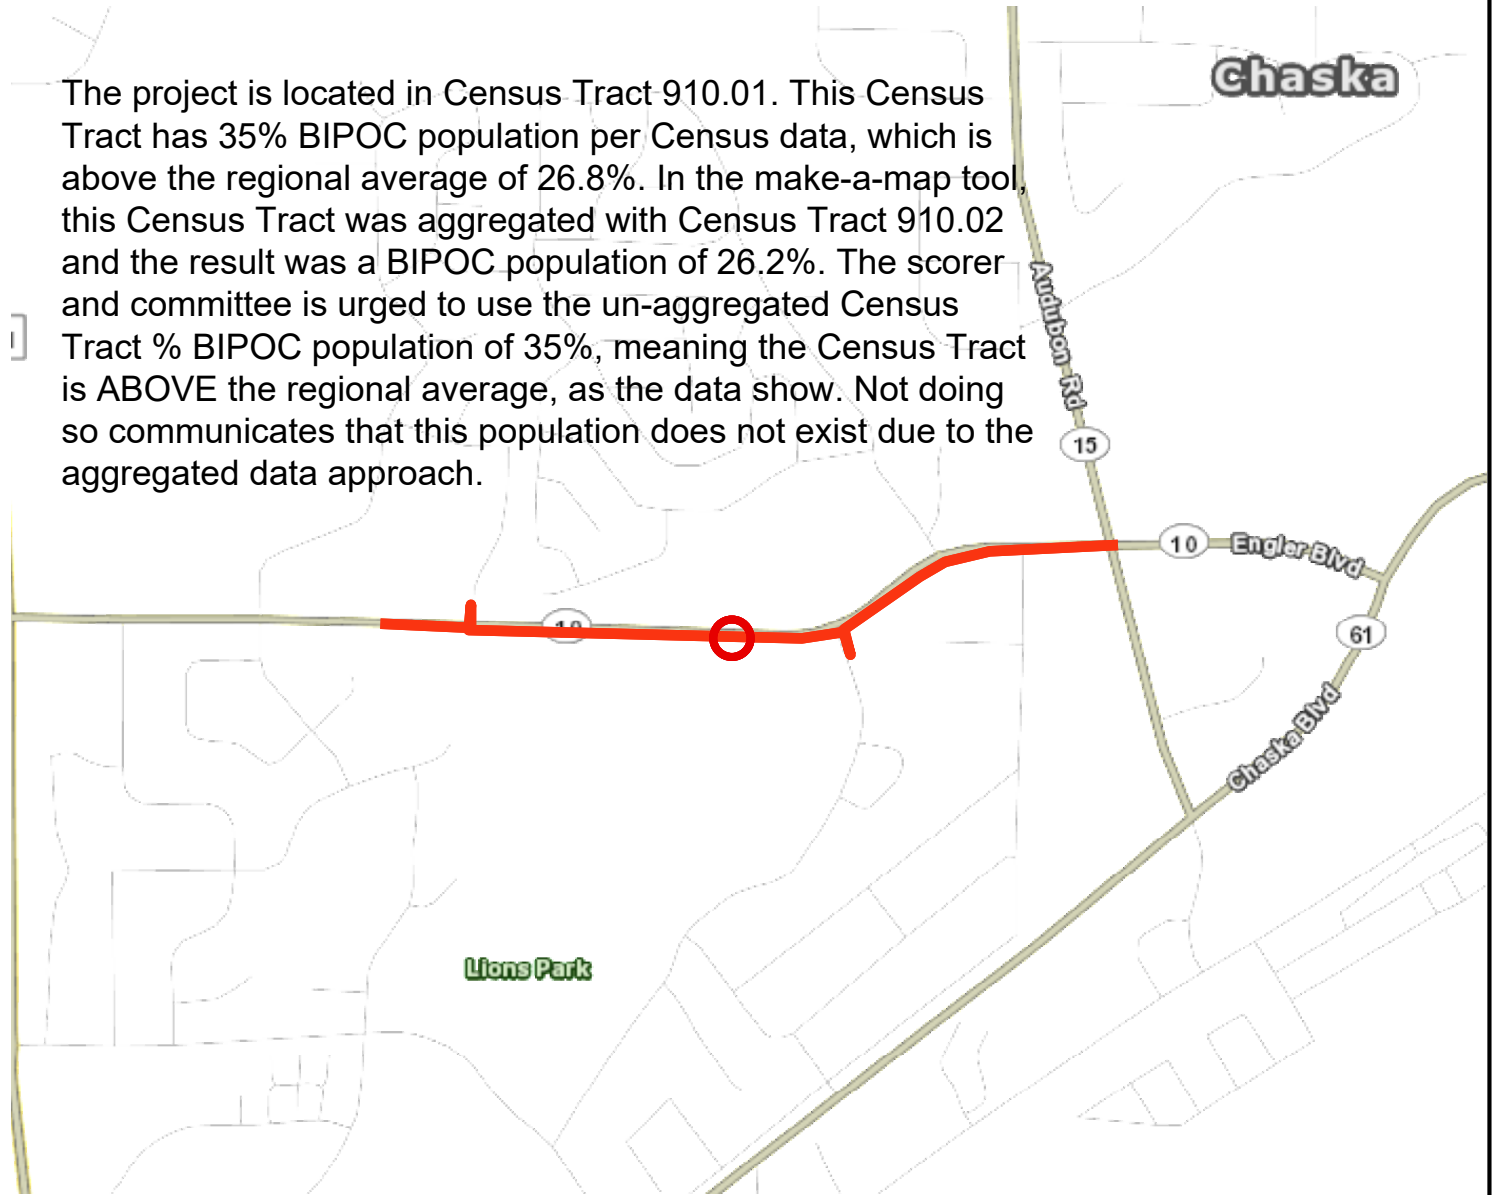 Chaska
The project is located in Census Tract 910.01. This Census
Tract has 35% BIPOC population per Census data, which is
above the regional average of 26.8%. In the make-a-map tool,
this Census Tract was aggregated with Census Tract 910.02
and the result was a BIPOC population of 26.2%. The scorer
and committee is urged to use the un-aggregated Census
Tract % BIPOC population of 35%, meaning the Census Tract
is ABOVE the regional average, as the data show. Not doing
so communicates that this population does not exist due to the
aggregated data approach.
Audubon Rd
15
10
Engler Blvd
10
61
Chaska Blvd
Lions Park